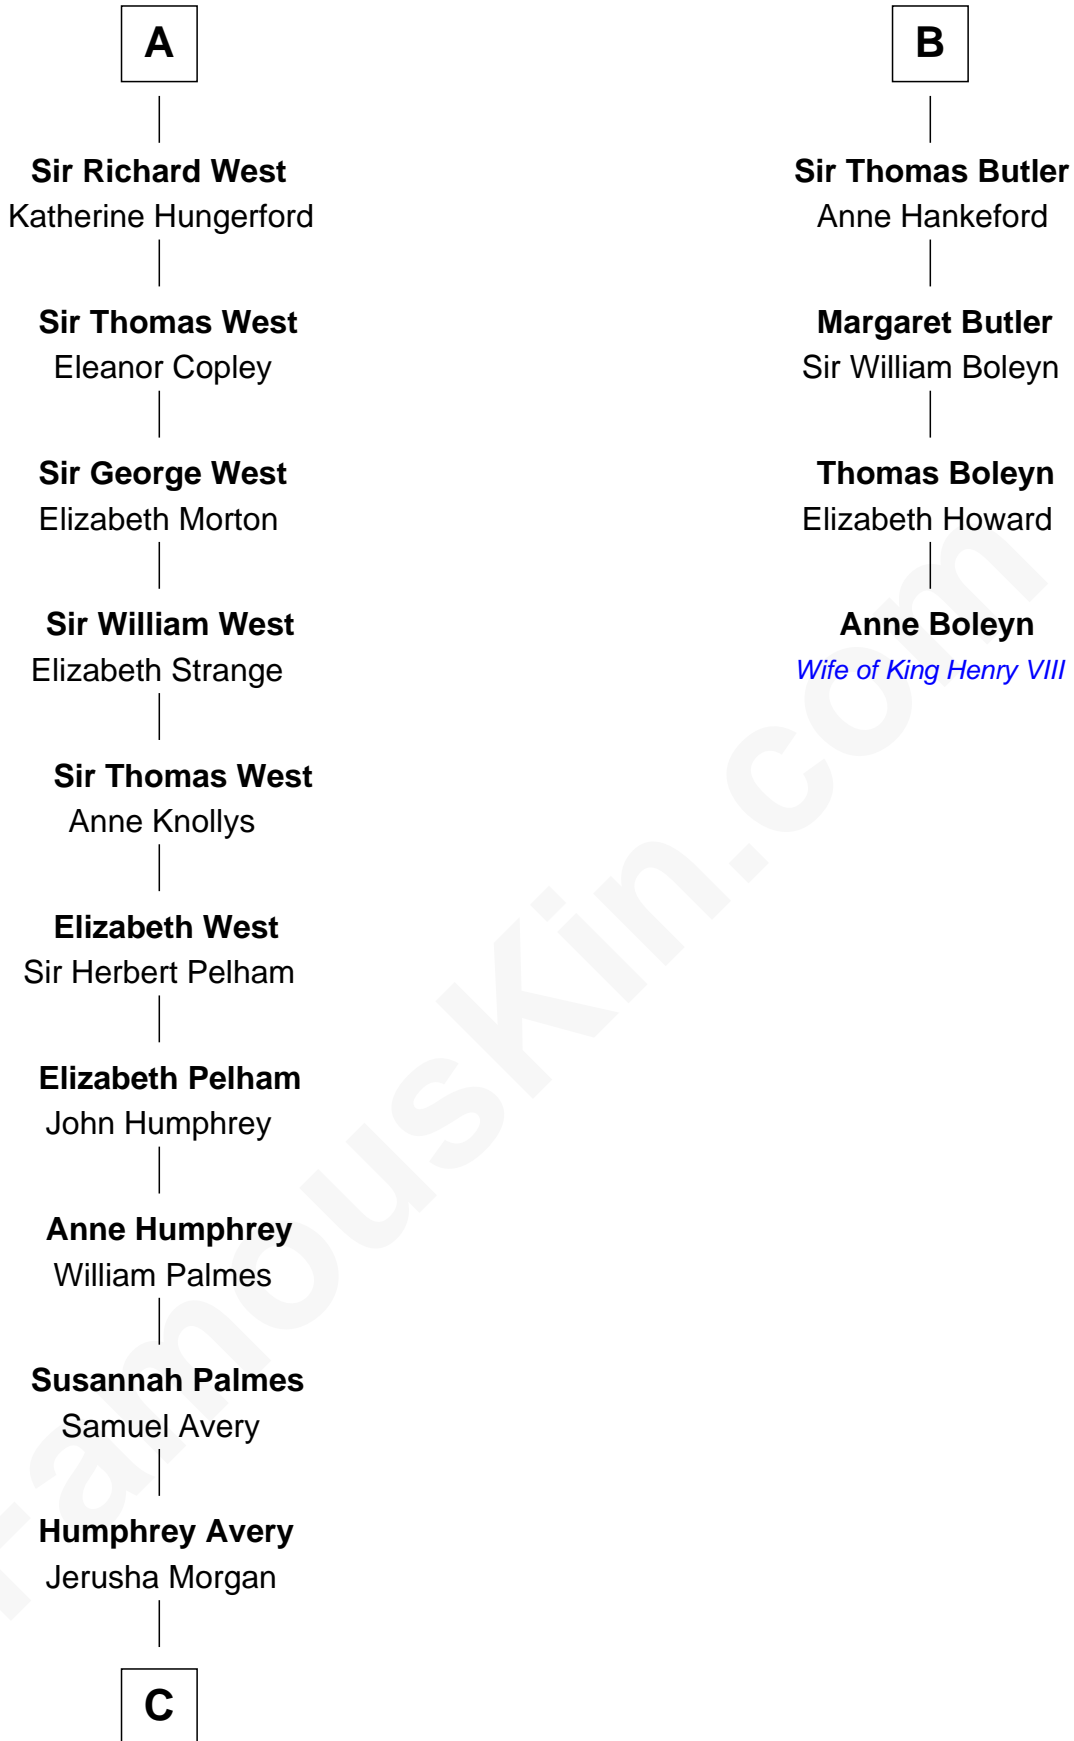 A
Sir Richard West
Katherine Hungerford
Sir Thomas West
Eleanor Copley
Sir George West
Elizabeth Morton
Sir William West
Elizabeth Strange
Sir Thomas West
Anne Knollys
Elizabeth West
Sir Herbert Pelham
Elizabeth Pelham
John Humphrey
Anne Humphrey
William Palmes
Susannah Palmes
Samuel Avery
Humphrey Avery
Jerusha Morgan
C
B
Sir Thomas Butler
Anne Hankeford
Margaret Butler
Sir William Boleyn
Thomas Boleyn
Elizabeth Howard
Anne Boleyn
Wife of King Henry VIII
FamousKin.com